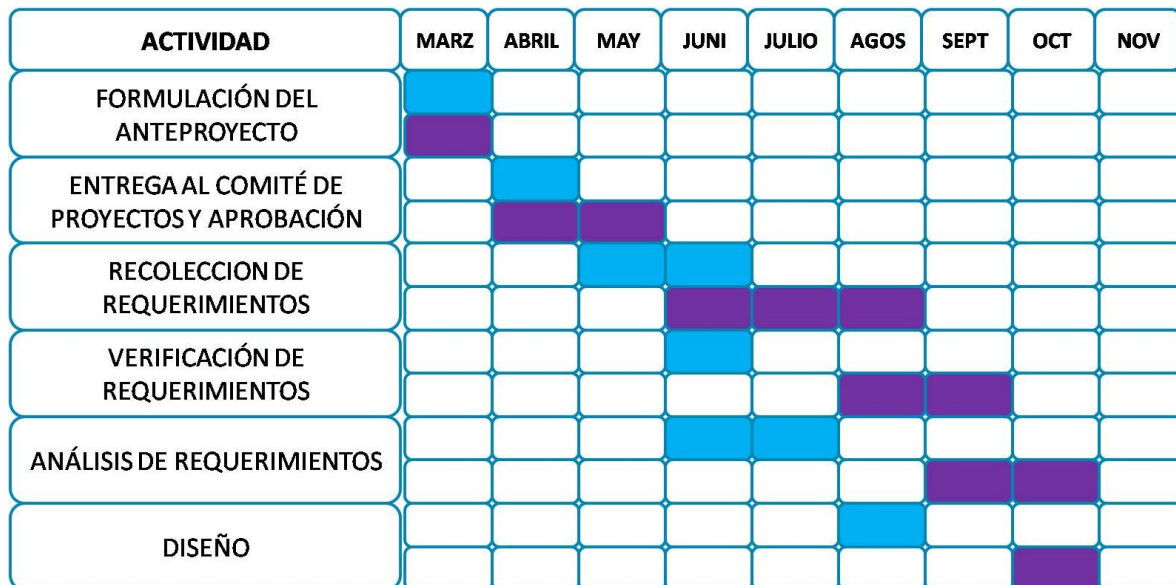 ACTIVIDAD MARZ ABRIL MAY JUNI JULIO AGOS SEPT OCT NOV
FORMULACIÓN DEL
ANTEPROYECTO
ENTREGA AL COMITÉ DE
PROYECTOS Y APROBACIÓN
RECOLECCION DE
REQUERIMIENTOS
VERIFICACIÓN DE
REQUERIMIENTOS
ANÁLISIS DE REQUERIMIENTOS
DISEÑO